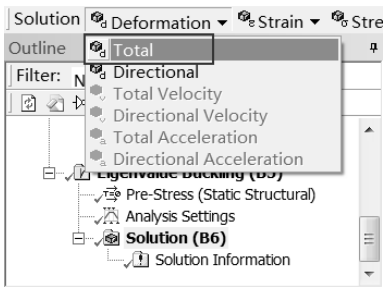 Solution Deformation Strain Stre
Outline
Total
Filter: N
Directional
Total Velocity
Directional Velocity
Total Acceleration
Directional Acceleration
Eigenvalue Buckling (B5)
Pre-Stress (Static Structural)
Analysis Settings
Solution (B6)
Solution Information